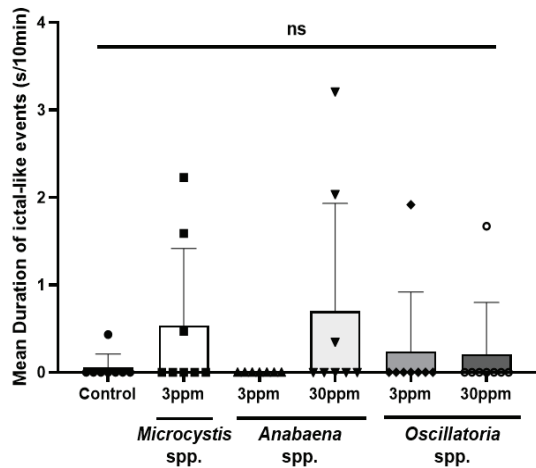 Mean Duration of ictal-like events (s/10min)
4
3
2
1
0
ns
Control
3ppm
3ppm
30ppm
3ppm
30ppm
Microcystis
spp.
Anabaena
spp.
Oscillatoria
spp.